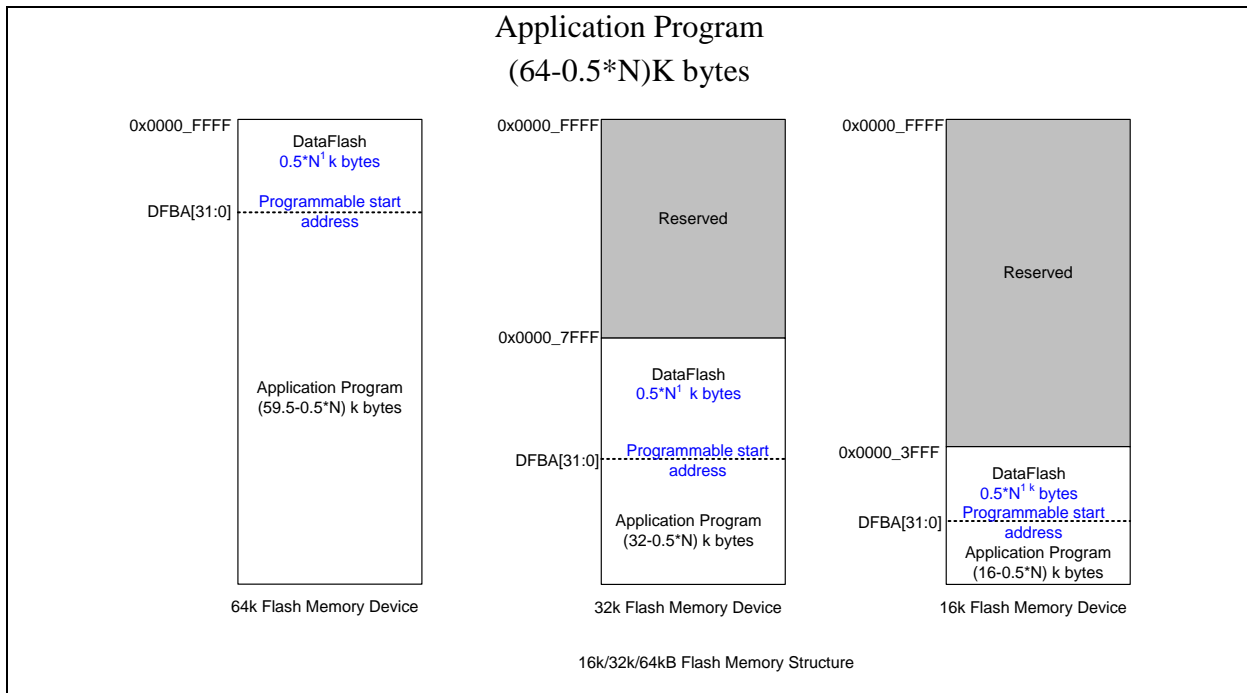 Application Program
(64-0.5*N)K bytes
0x0000_FFFF
DataFlash
0.5*N¹ k bytes
Programmable start
DFBA[31:0]
address
Application Program
(59.5-0.5*N) k bytes
64k Flash Memory Device
0x0000_FFFF
Reserved
0x0000_7FFF
DataFlash
0.5*N¹ k bytes
Programmable start
DFBA[31:0]
address
Application Program
(32-0.5*N) k bytes
32k Flash Memory Device
0x0000_FFFF
Reserved
0x0000_3FFF
DataFlash
0.5*N¹ ᵏ bytes
Programmable start
DFBA[31:0]
address
Application Program
(16-0.5*N) k bytes
16k Flash Memory Device
16k/32k/64kB Flash Memory Structure